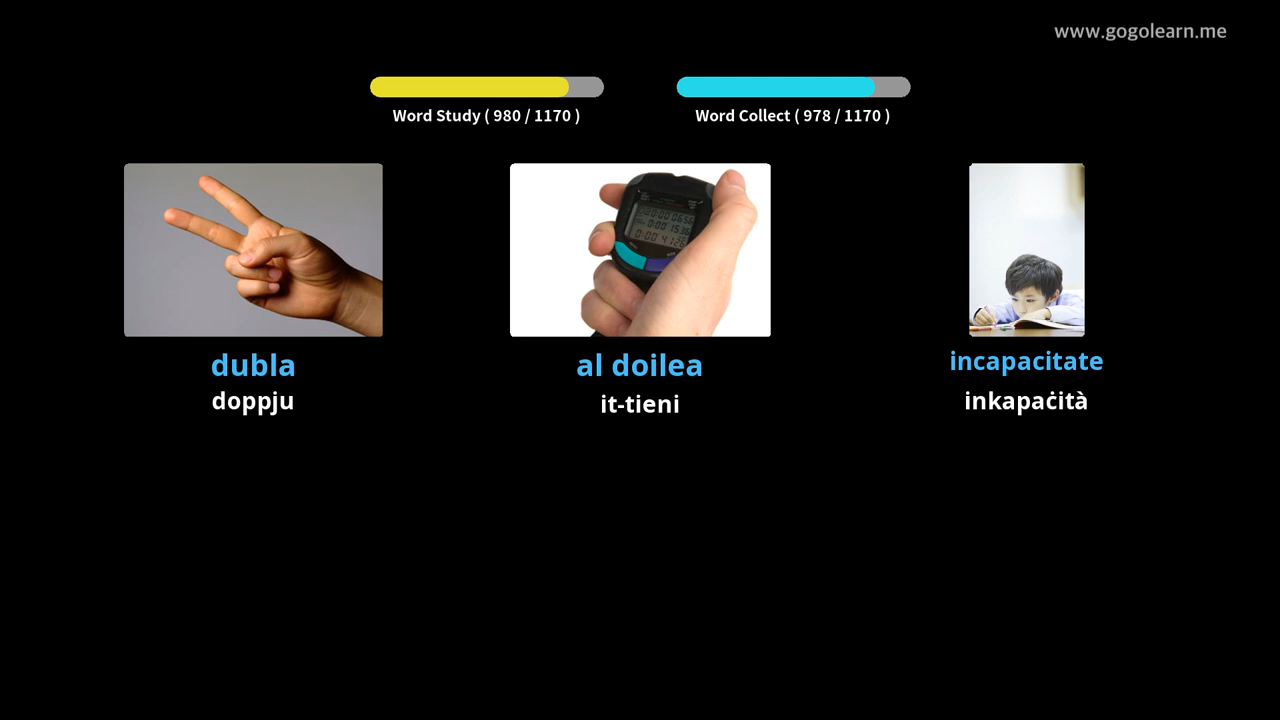 www.gogolearn.me
Word Study ( 980 / 1170 )
Word Collect ( 978 / 1170 )
dubla
doppju
al doilea
it-tieni
incapacitate
inkapaċità